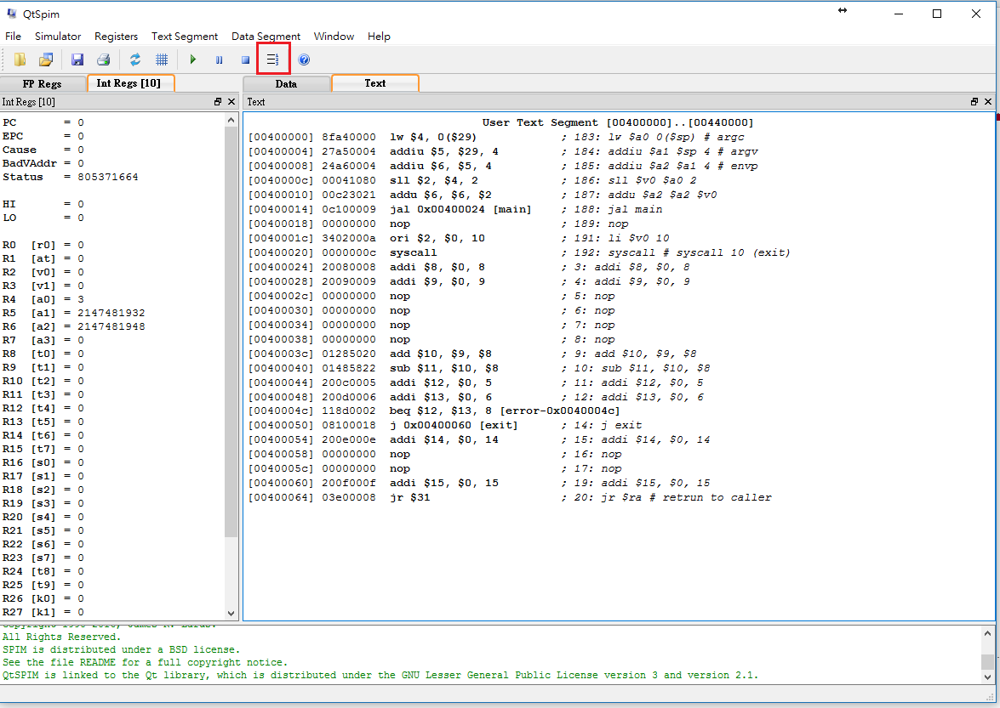 QtSpim
File Simulator Registers Text Segment Data Segment Window Help
FP Regs Int Regs [10] Data Text
Int Regs [10]
PC = 0
EPC = 0
Cause = 0
BadVAddr = 0
Status = 805371664
HI = 0
LO = 0
R0 [r0] = 0
R1 [at] = 0
R2 [v0] = 0
R3 [v1] = 0
R4 [a0] = 3
R5 [a1] = 2147481932
R6 [a2] = 2147481948
R7 [a3] = 0
R8 [t0] = 0
R9 [t1] = 0
R10 [t2] = 0
R11 [t3] = 0
R12 [t4] = 0
R13 [t5] = 0
R14 [t6] = 0
R15 [t7] = 0
R16 [s0] = 0
R17 [s1] = 0
R18 [s2] = 0
R19 [s3] = 0
R20 [s4] = 0
R21 [s5] = 0
R22 [s6] = 0
R23 [s7] = 0
R24 [t8] = 0
R25 [t9] = 0
R26 [k0] = 0
R27 [k1] = 0
Text
User Text Segment [00400000]..[00440000]
[00400000] 8fa40000 lw $4, 0($29) ; 183: lw $a0 0($sp) # argc
[00400004] 27a50004 addiu $5, $29, 4 ; 184: addiu $a1 $sp 4 # argv
[00400008] 24a60004 addiu $6, $5, 4 ; 185: addiu $a2 $a1 4 # envp
[0040000c] 00041080 sll $2, $4, 2 ; 186: sll $v0 $a0 2
[00400010] 00c23021 addu $6, $6, $2 ; 187: addu $a2 $a2 $v0
[00400014] 0c100009 jal 0x00400024 [main] ; 188: jal main
[00400018] 00000000 nop ; 189: nop
[0040001c] 3402000a ori $2, $0, 10 ; 191: li $v0 10
[00400020] 0000000c syscall ; 192: syscall # syscall 10 (exit)
[00400024] 20080008 addi $8, $0, 8 ; 3: addi $8, $0, 8
[00400028] 20090009 addi $9, $0, 9 ; 4: addi $9, $0, 9
[0040002c] 00000000 nop ; 5: nop
[00400030] 00000000 nop ; 6: nop
[00400034] 00000000 nop ; 7: nop
[00400038] 00000000 nop ; 8: nop
[0040003c] 01285020 add $10, $9, $8 ; 9: add $10, $9, $8
[00400040] 01485822 sub $11, $10, $8 ; 10: sub $11, $10, $8
[00400044] 200c0005 addi $12, $0, 5 ; 11: addi $12, $0, 5
[00400048] 200d0006 addi $13, $0, 6 ; 12: addi $13, $0, 6
[0040004c] 118d0002 beq $12, $13, 8 [error-0x0040004c]
[00400050] 08100018 j 0x00400060 [exit] ; 14: j exit
[00400054] 200e000e addi $14, $0, 14 ; 15: addi $14, $0, 14
[00400058] 00000000 nop ; 16: nop
[0040005c] 00000000 nop ; 17: nop
[00400060] 200f000f addi $15, $0, 15 ; 19: addi $15, $0, 15
[00400064] 03e00008 jr $31 ; 20: jr $ra # retrun to caller
All Rights Reserved.
SPIM is distributed under a BSD license.
See the file README for a full copyright notice.
QtSPIM is linked to the Qt library, which is distributed under the GNU Lesser General Public License version 3 and version 2.1.